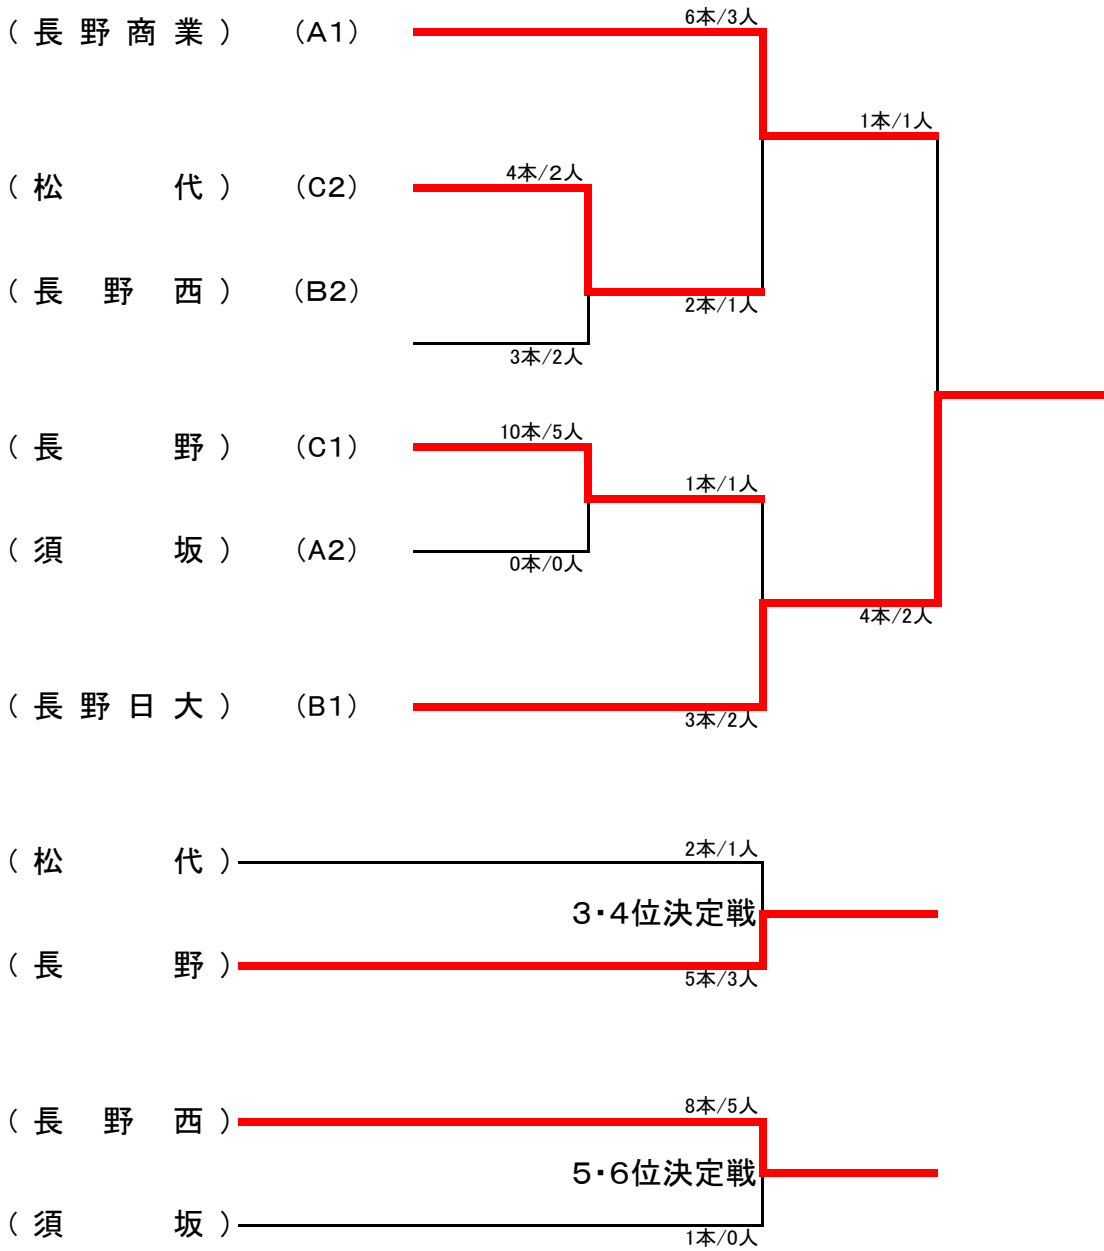 6本/3人
(長野商業) (A1)
1本/1人
4本/2人
(松代) (C2)
(長野西) (B2)
2本/1人
3本/2人
10本/5人
(長野) (C1)
1本/1人
(須坂) (A2)
0本/0人
4本/2人
(長野日大) (B1)
3本/2人
2本/1人
(松代)
3・4位決定戦
(長野)
5本/3人
8本/5人
(長野西)
5・6位決定戦
(須坂)
1本/0人